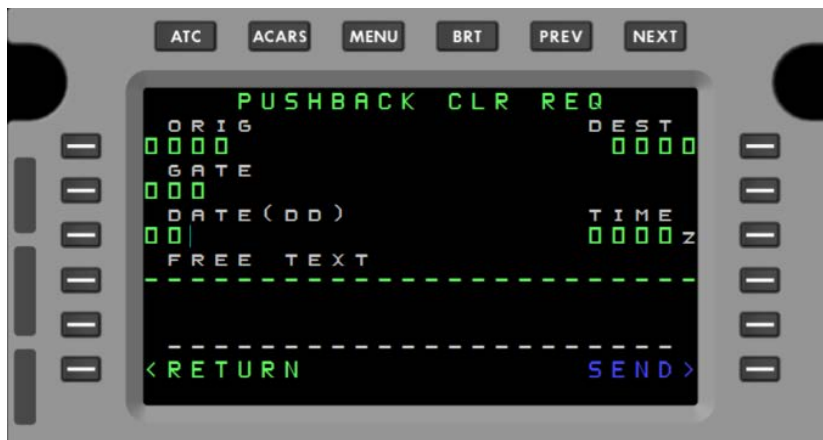 ATC ACARS MENU BRT PREV NEXT
PUSHBACK CLR REQ
ORIG DEST
▯▯▯▯ ▯▯▯▯
GATE
▯▯▯
DATE(DD) TIME
▯▯ ▯▯▯▯Z
FREE TEXT
--------------------------
------------------------
<RETURN SEND>